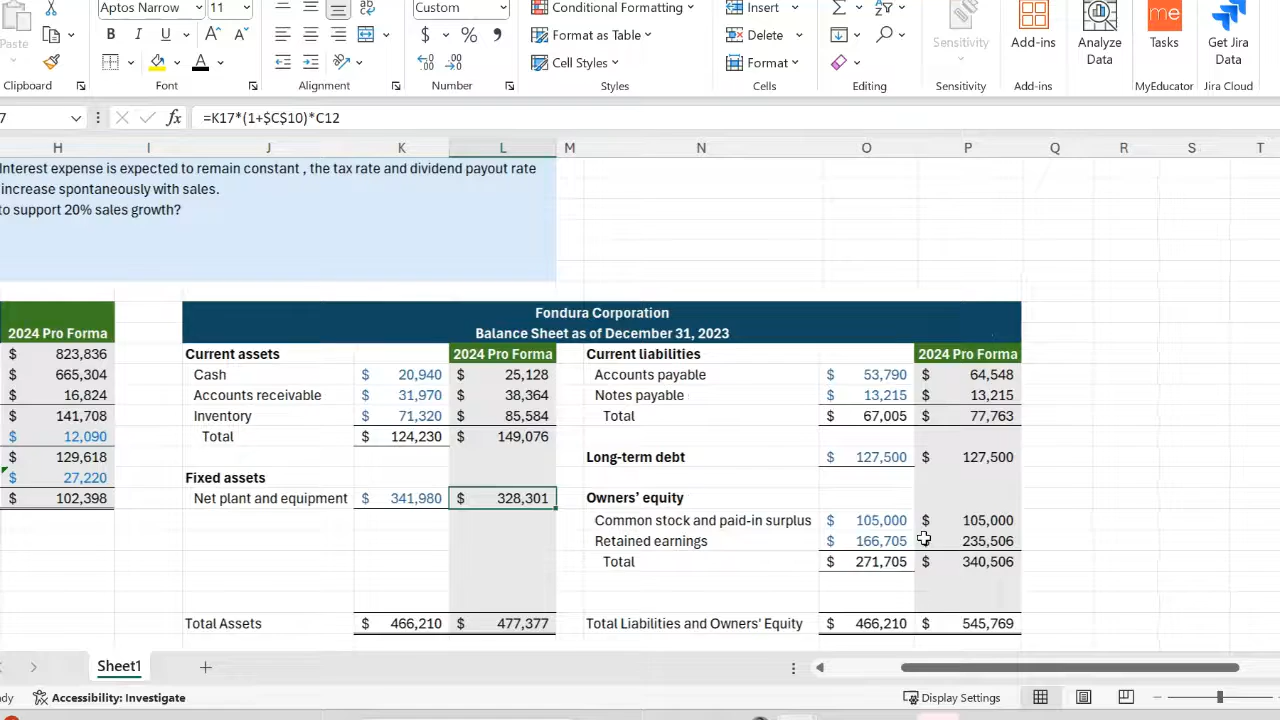 Aptos Narrow 11 Custom Conditional Formatting Insert
Paste B I U $ % Format as Table Delete Sensitivity Add-ins Analyze Data Tasks Get Jira Data
A Cell Styles Format
Clipboard Font Alignment Number Styles Cells Editing Sensitivity Add-ins MyEducator Jira Cloud
7 fx =K17*(1+$C$10)*C12
H I J K L M N O P Q R S T
Interest expense is expected to remain constant , the tax rate and dividend payout rate
increase spontaneously with sales.
to support 20% sales growth?
Fondura Corporation
2024 Pro Forma Balance Sheet as of December 31, 2023
$ 823,836 Current assets 2024 Pro Forma Current liabilities 2024 Pro Forma
$ 665,304 Cash $ 20,940 $ 25,128 Accounts payable $ 53,790 $ 64,548
$ 16,824 Accounts receivable $ 31,970 $ 38,364 Notes payable $ 13,215 $ 13,215
$ 141,708 Inventory $ 71,320 $ 85,584 Total $ 67,005 $ 77,763
$ 12,090 Total $ 124,230 $ 149,076
$ 129,618 Long-term debt $ 127,500 $ 127,500
$ 27,220 Fixed assets
$ 102,398 Net plant and equipment $ 341,980 $ 328,301 Owners’ equity
Common stock and paid-in surplus $ 105,000 $ 105,000
Retained earnings $ 166,705 $ 235,506
Total $ 271,705 $ 340,506
Total Assets $ 466,210 $ 477,377 Total Liabilities and Owners’ Equity $ 466,210 $ 545,769
Sheet1
Accessibility: Investigate Display Settings